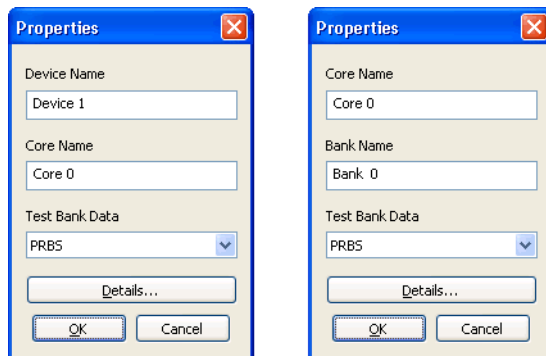 Properties
Device Name
Device 1
Core Name
Core 0
Test Bank Data
PRBS
Details...
OK
Cancel
Properties
Core Name
Core 0
Bank Name
Bank 0
Test Bank Data
PRBS
Details...
OK
Cancel